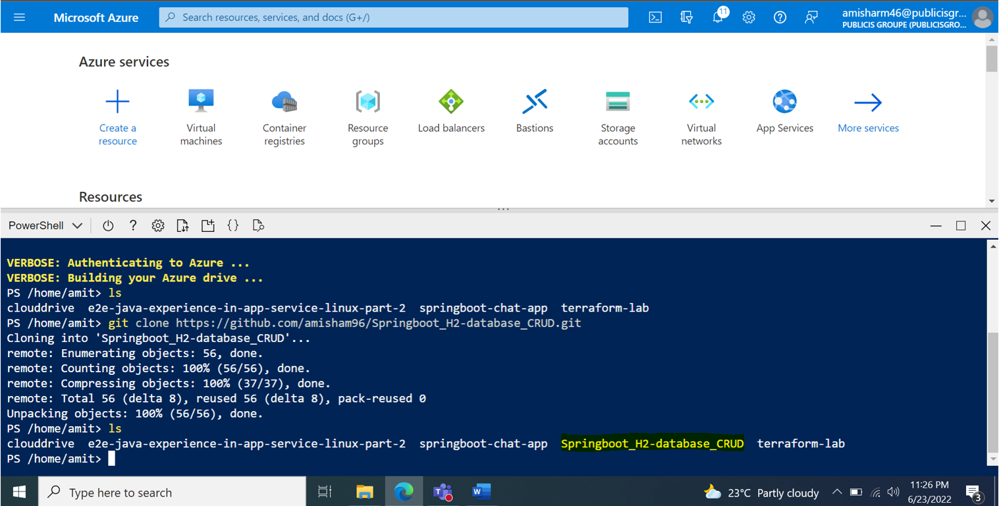 Microsoft Azure
Search resources, services, and docs (G+/)
11
amisharm46@publicisgr...
PUBLICIS GROUPE (PUBLICISGRO...
Azure services
Create a resource
Virtual machines
Container registries
Resource groups
Load balancers
Bastions
Storage accounts
Virtual networks
App Services
More services
Resources
PowerShell
VERBOSE: Authenticating to Azure ...
VERBOSE: Building your Azure drive ...
PS /home/amit> ls
clouddrive e2e-java-experience-in-app-service-linux-part-2 springboot-chat-app terraform-lab
PS /home/amit> git clone https://github.com/amisham96/Springboot_H2-database_CRUD.git
Cloning into 'Springboot_H2-database_CRUD'...
remote: Enumerating objects: 56, done.
remote: Counting objects: 100% (56/56), done.
remote: Compressing objects: 100% (37/37), done.
remote: Total 56 (delta 8), reused 56 (delta 8), pack-reused 0
Unpacking objects: 100% (56/56), done.
PS /home/amit> ls
clouddrive e2e-java-experience-in-app-service-linux-part-2 springboot-chat-app Springboot_H2-database_CRUD terraform-lab
PS /home/amit>
Type here to search
23°C Partly cloudy
11:26 PM
6/23/2022
3